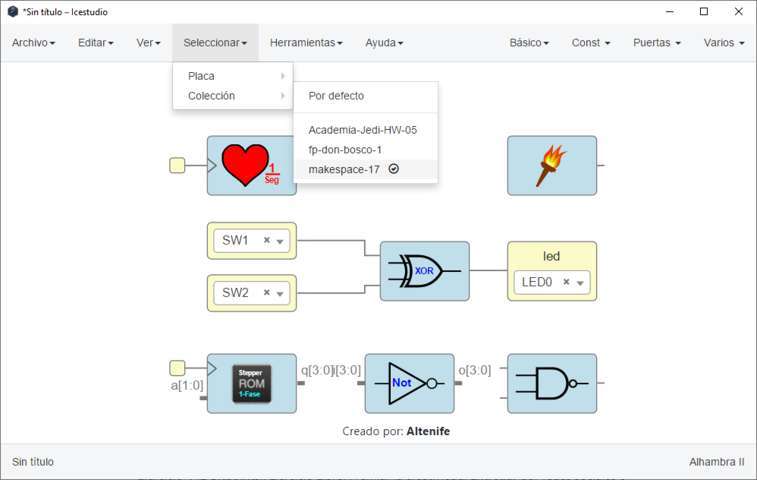 *Sin título – Icestudio
Archivo Editar Ver Seleccionar Herramientas Ayuda Básico Const Puertas Varios
Placa
Colección
Por defecto
Academia-Jedi-HW-05
fp-don-bosco-1
makespace-17
1
Seg
SW1
SW2
XOR
led
LED0
a[1:0]
Stepper
ROM
1-Fase
q[3:0]
i[3:0]
Not
o[3:0]
Creado por: Altenife
Sin título Alhambra II